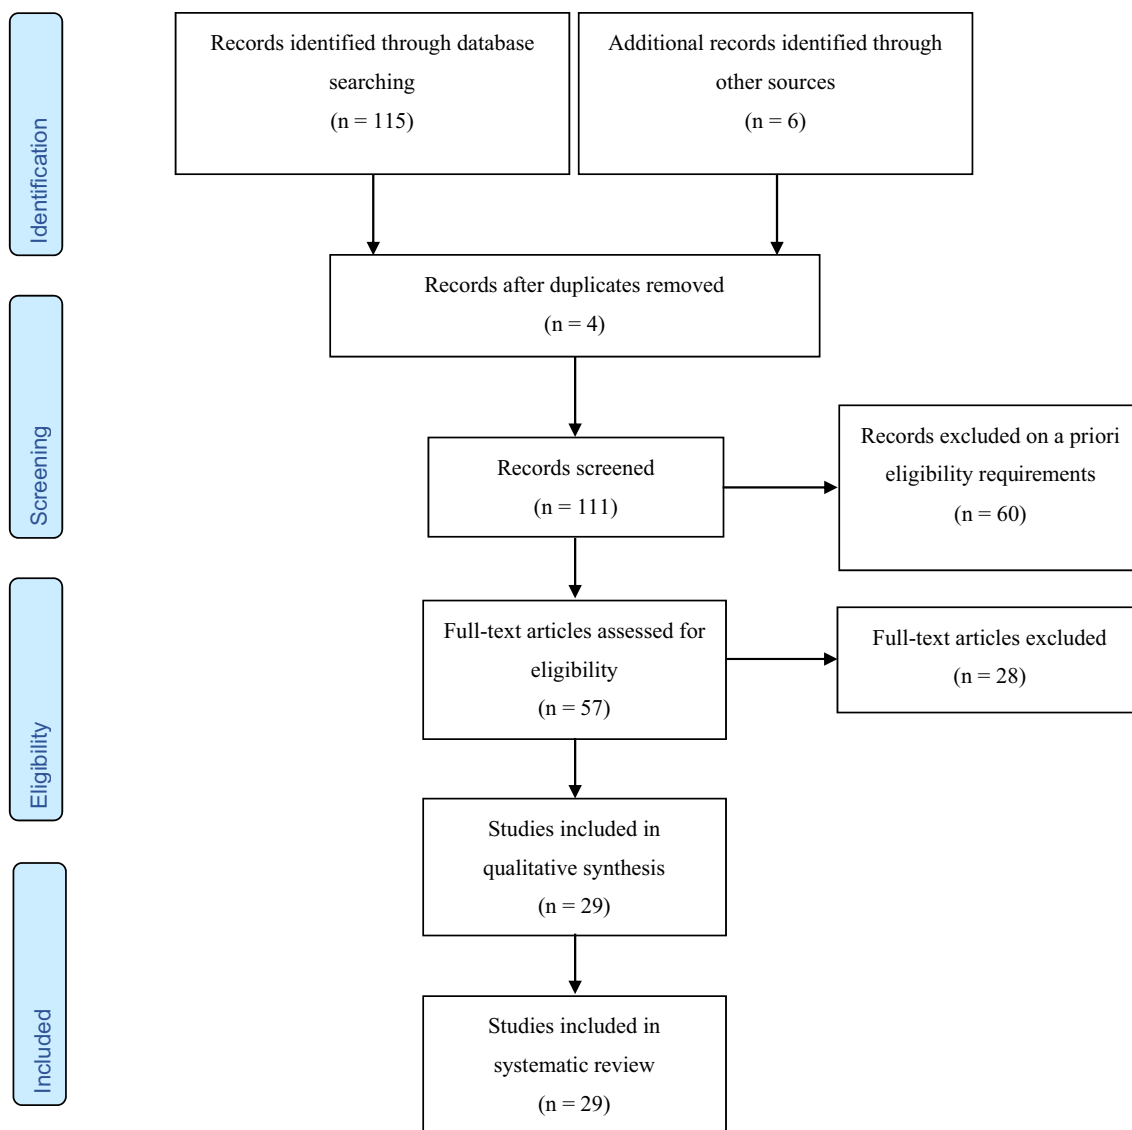 Identification
Records identified through database
searching
(n = 115)
Additional records identified through
other sources
(n = 6)
Records after duplicates removed
(n = 4)
Screening
Records screened
(n = 111)
Records excluded on a priori
eligibility requirements
(n = 60)
Eligibility
Full-text articles assessed for
eligibility
(n = 57)
Full-text articles excluded
(n = 28)
Studies included in
qualitative synthesis
(n = 29)
Included
Studies included in
systematic review
(n = 29)